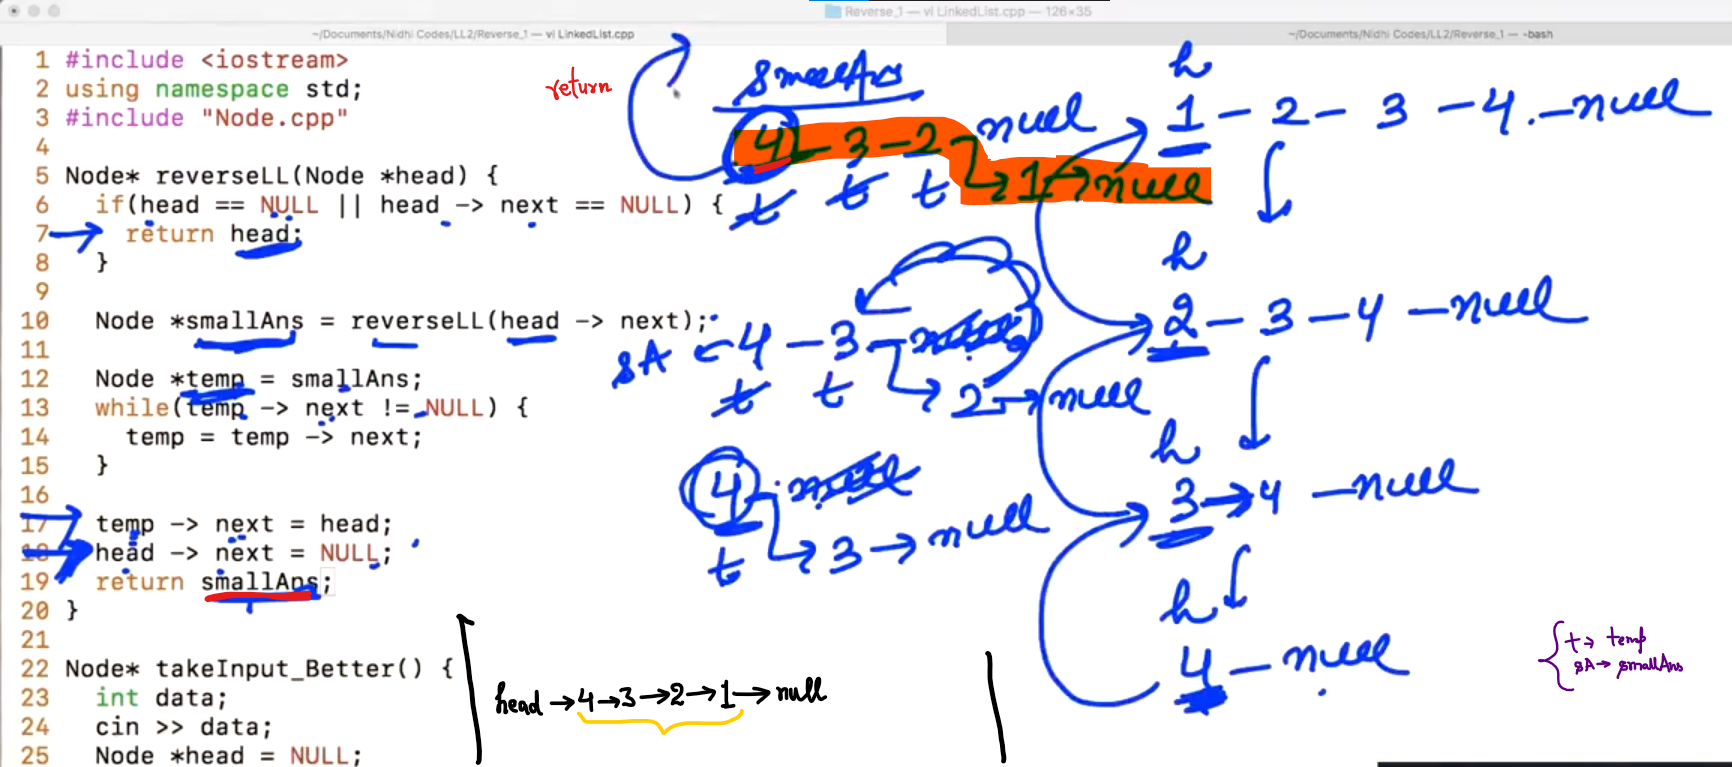 Reverse_1 — vi LinkedList.cpp — 126×35
~/Documents/Nidhi Codes/LL2/Reverse_1 — vi LinkedList.cpp
~/Documents/Nidhi Codes/LL2/Reverse_1 — -bash
1 #include <iostream>
2 using namespace std;
3 #include "Node.cpp"
4
5 Node* reverseLL(Node *head) {
6 if(head == NULL || head -> next == NULL) {
7 return head;
8 }
9
10 Node *smallAns = reverseLL(head -> next);
11
12 Node *temp = smallAns;
13 while(temp -> next != NULL) {
14 temp = temp -> next;
15 }
16
17 temp -> next = head;
18 head -> next = NULL;
19 return smallAns;
20 }
21
22 Node* takeInput_Better() {
23 int data;
24 cin >> data;
25 Node *head = NULL;
return
smallAns
4 - 3 - 2 null
→ 1 → null
t t t
sA ← 4 - 3 - null
→ 2 → null
t t
4 - null
→ 3 → null
t
h
1 - 2 - 3 - 4 - null
h
2 - 3 - 4 - null
h
3 → 4 - null
h
4 - null
head → 4 → 3 → 2 → 1 → null
t → temp
sA → smallAns